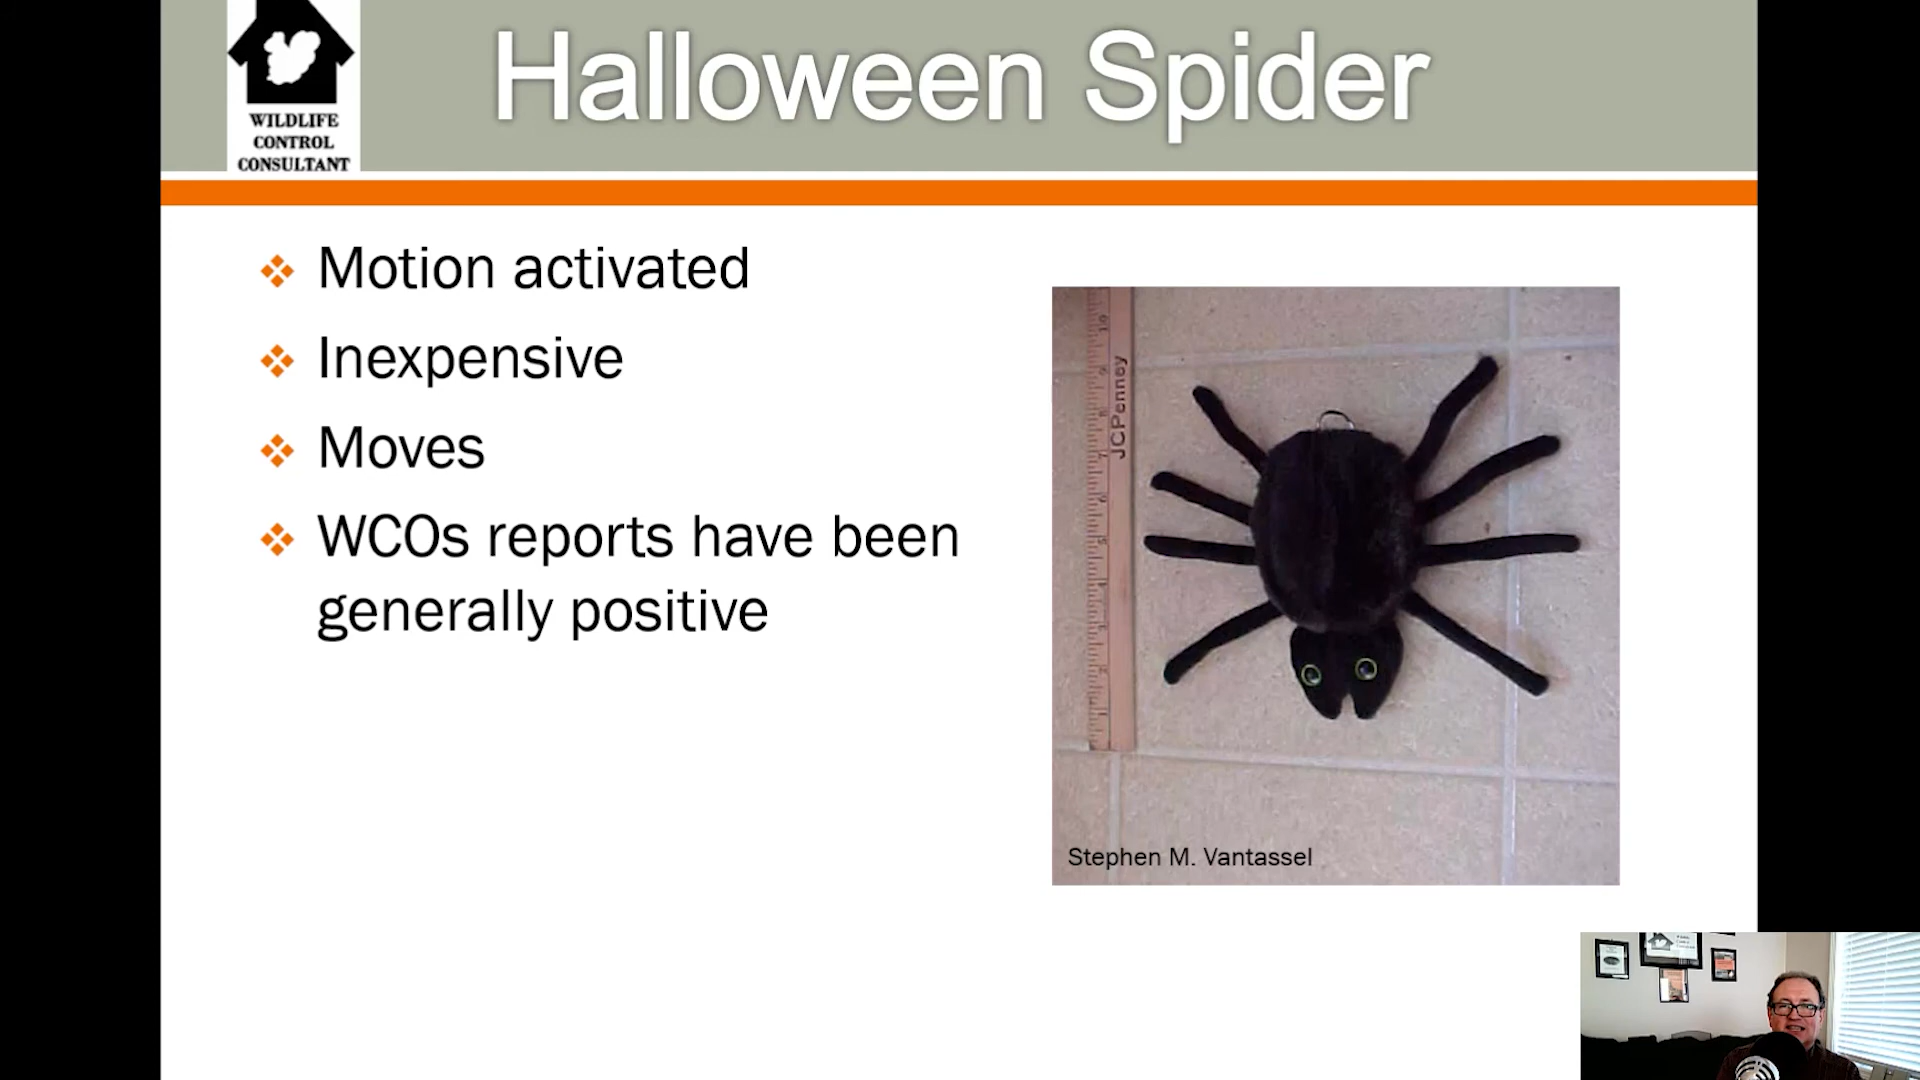 Halloween Spider
WILDLIFE
CONTROL
CONSULTANT
Motion activated
Inexpensive
Moves
WCOs reports have been
generally positive
JCPenney
Stephen M. Vantassel